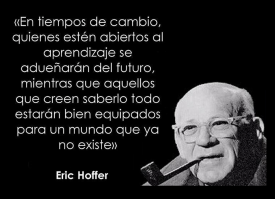 «En tiempos de cambio,
quienes estén abiertos al
aprendizaje se
adueñarán del futuro,
mientras que aquellos
que creen saberlo todo
estarán bien equipados
para un mundo que ya
no existe»
Eric Hoffer